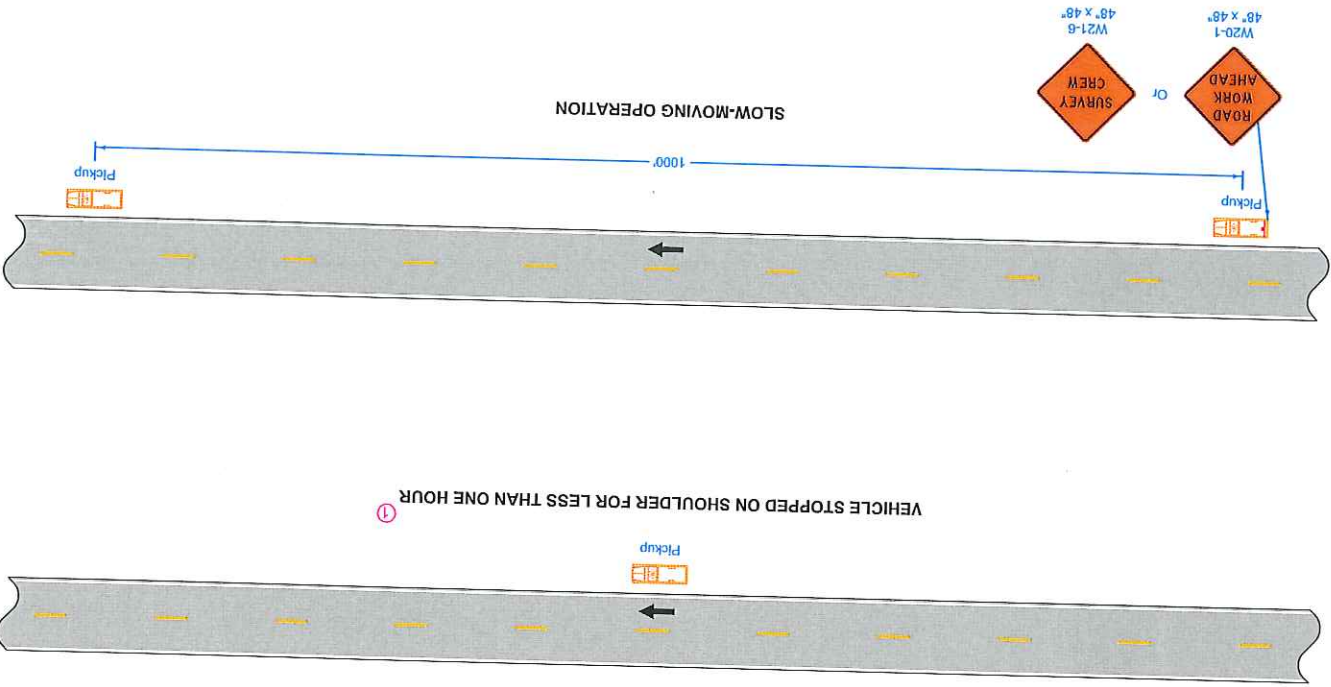 Pickup
VEHICLE STOPPED ON SHOULDER FOR LESS THAN ONE HOUR ①
Pickup
Pickup
1000'
SLOW-MOVING OPERATION
ROAD
WORK
AHEAD
Or
SURVEY
CREW
W20-1
48" x 48"
W21-6
48" x 48"